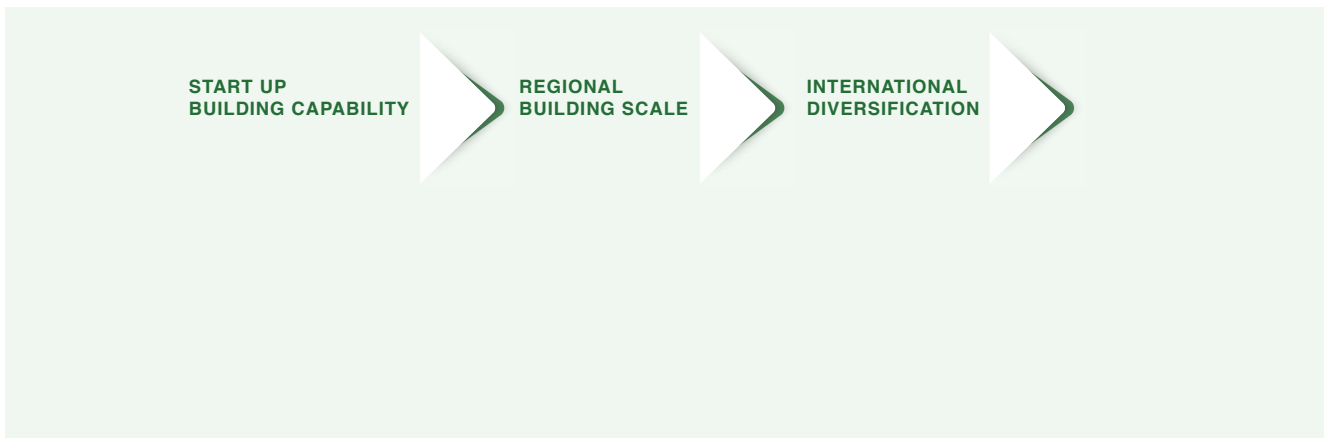 START UP
BUILDING CAPABILITY
REGIONAL
BUILDING SCALE
INTERNATIONAL
DIVERSIFICATION